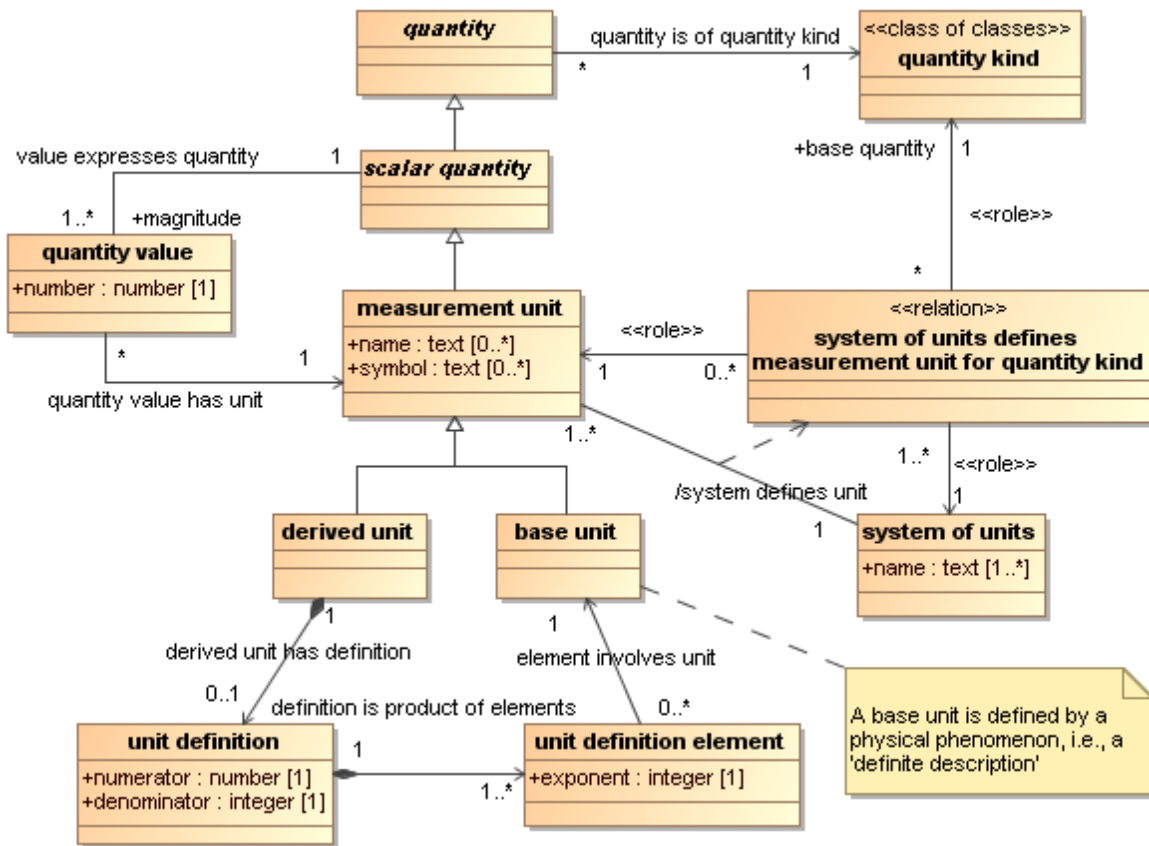 quantity
quantity is of quantity kind
*
1
<<class of classes>>
quantity kind
value expresses quantity
1
1..*
+magnitude
scalar quantity
+base quantity
1
<<role>>
*
quantity value
+number : number [1]
*
1
quantity value has unit
measurement unit
+name : text [0..*]
+symbol : text [0..*]
<<role>>
1
0..*
<<relation>>
system of units defines
measurement unit for quantity kind
1..*
/system defines unit
1
1..*
<<role>>
1
derived unit
base unit
system of units
+name : text [1..*]
1
derived unit has definition
0..1
1
element involves unit
0..*
definition is product of elements
unit definition
+numerator : number [1]
+denominator : integer [1]
1
1..*
unit definition element
+exponent : integer [1]
A base unit is defined by a
physical phenomenon, i.e., a
'definite description'